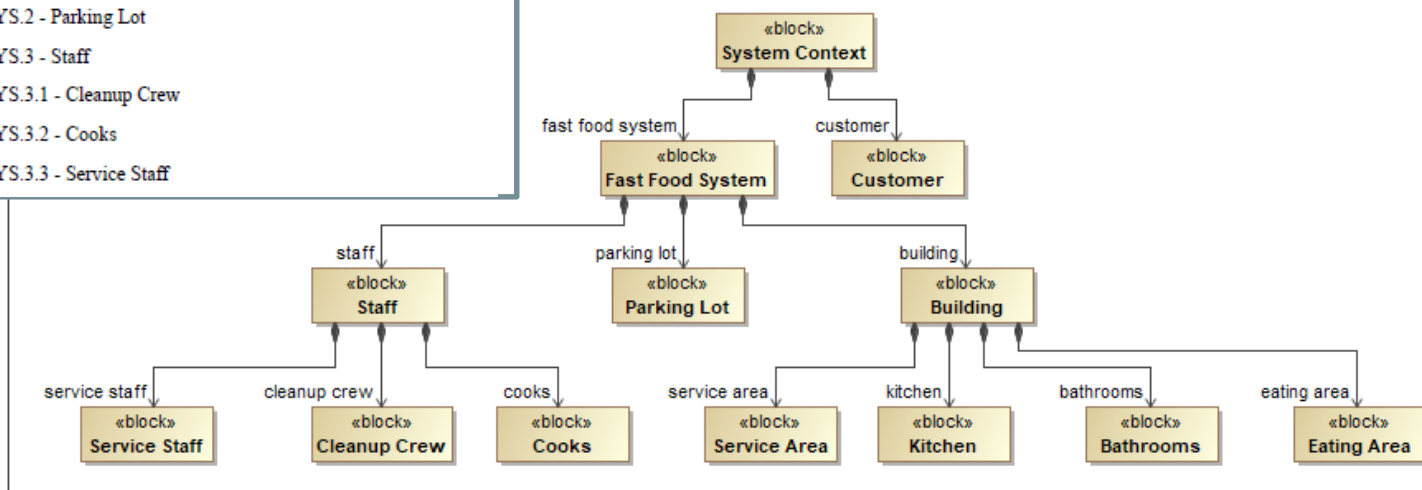 YS.2 - Parking Lot
YS.3 - Staff
YS.3.1 - Cleanup Crew
YS.3.2 - Cooks
YS.3.3 - Service Staff
«block»
System Context
fast food system
customer
«block»
Fast Food System
«block»
Customer
staff
parking lot
building
«block»
Staff
«block»
Parking Lot
«block»
Building
service staff
cleanup crew
cooks
service area
kitchen
bathrooms
eating area
«block»
Service Staff
«block»
Cleanup Crew
«block»
Cooks
«block»
Service Area
«block»
Kitchen
«block»
Bathrooms
«block»
Eating Area